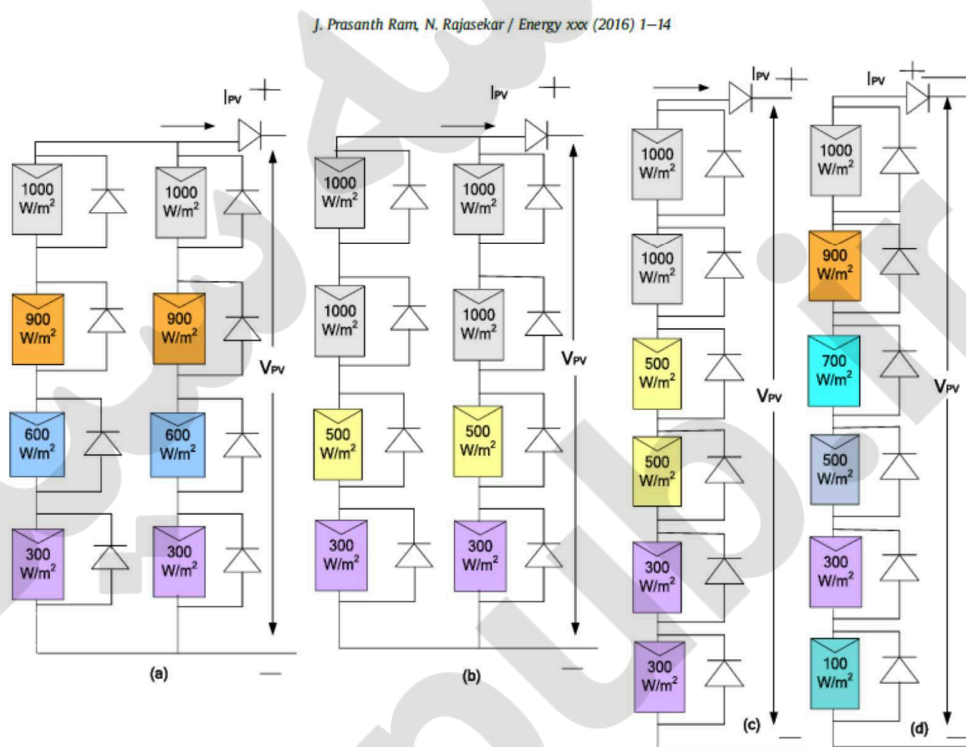 J. Prasanth Ram, N. Rajasekar / Energy xxx (2016) 1–14
IPV +
1000
W/m2
1000
W/m2
900
W/m2
900
W/m2
VPV
600
W/m2
600
W/m2
300
W/m2
300
W/m2
(a)
—
IPV +
1000
W/m2
1000
W/m2
1000
W/m2
1000
W/m2
VPV
500
W/m2
500
W/m2
300
W/m2
300
W/m2
(b)
—
IPV +
1000
W/m2
1000
W/m2
500
W/m2
VPV
500
W/m2
300
W/m2
300
W/m2
(c)
—
IPV +
1000
W/m2
900
W/m2
700
W/m2
VPV
500
W/m2
300
W/m2
100
W/m2
(d)
—
pub.ir